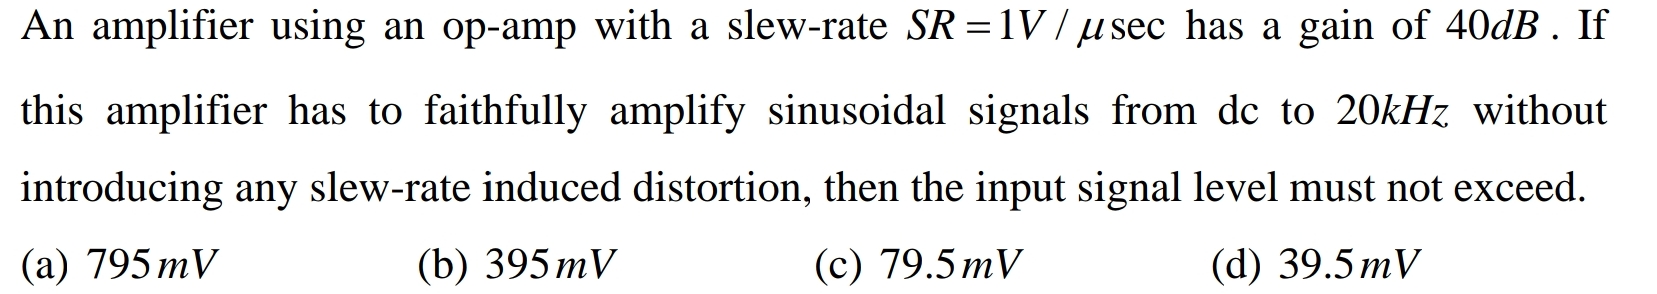 An amplifier using an op-amp with a slew-rate SR = 1V / μ sec has a gain of 40dB . If
this amplifier has to faithfully amplify sinusoidal signals from dc to 20kHz without
introducing any slew-rate induced distortion, then the input signal level must not exceed.
(a) 795mV (b) 395mV (c) 79.5mV (d) 39.5mV